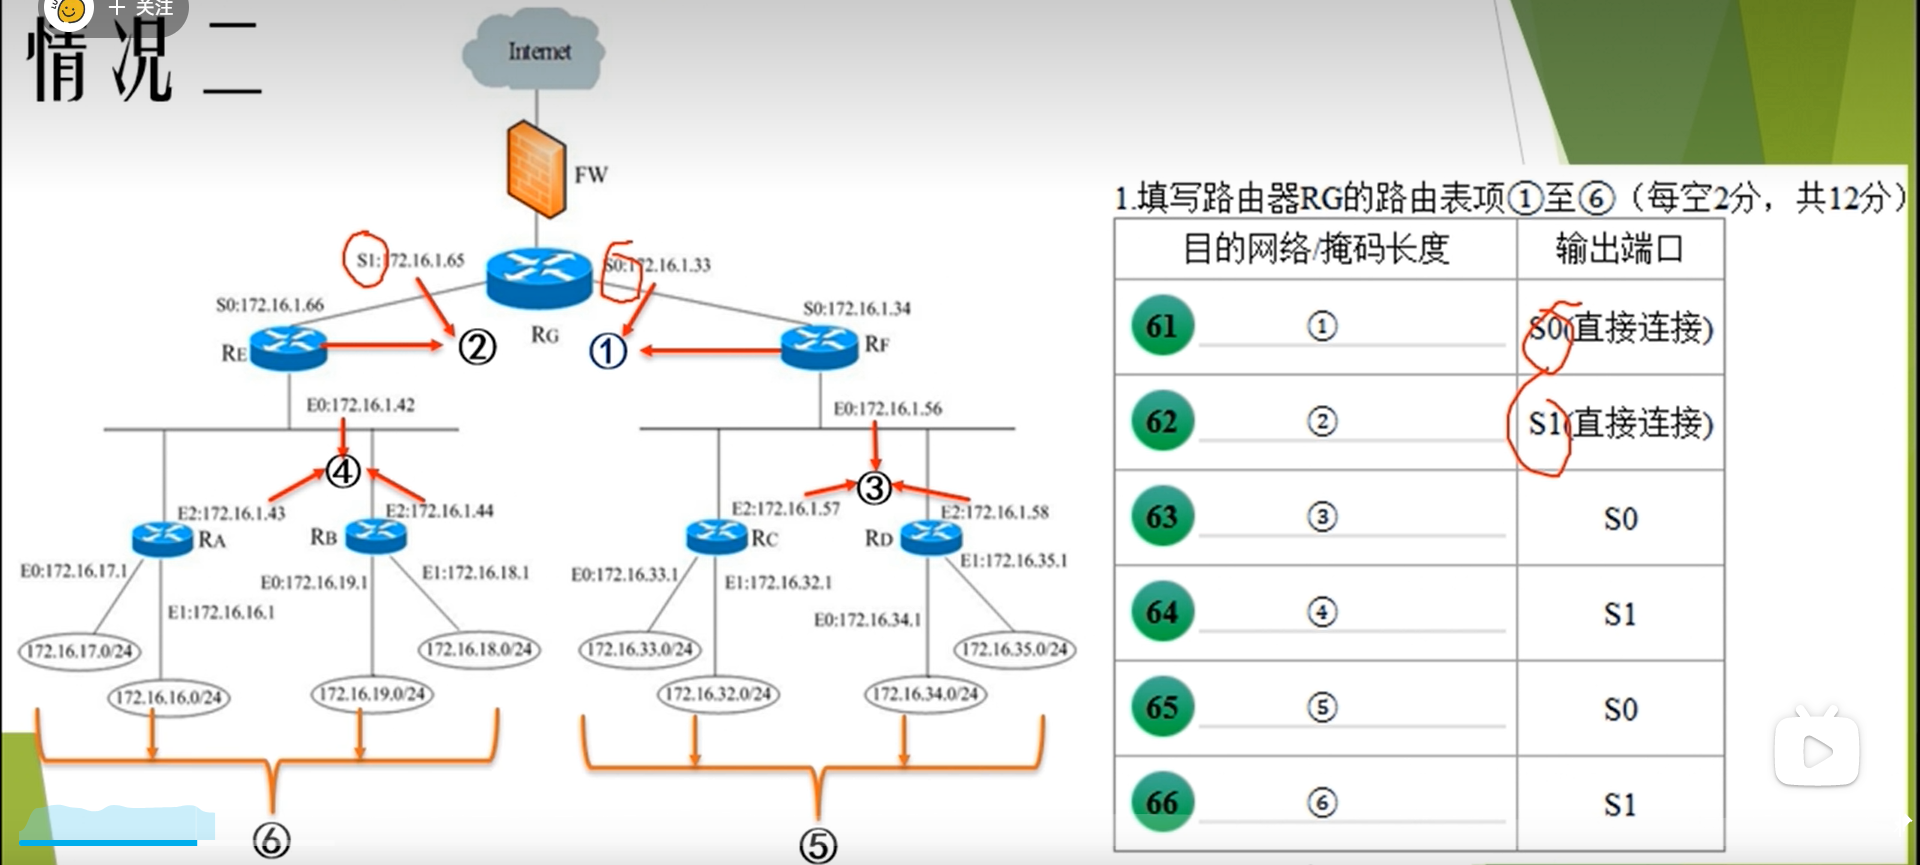 + 关注
情况二
Internet
FW
S1:172.16.1.65
S0:172.16.1.33
S0:172.16.1.66
S0:172.16.1.34
RG
RE
②
①
RF
E0:172.16.1.42
E0:172.16.1.56
④
③
E2:172.16.1.43
E2:172.16.1.44
E2:172.16.1.57
E2:172.16.1.58
RA
RB
RC
RD
E0:172.16.17.1
E0:172.16.19.1
E1:172.16.18.1
E0:172.16.33.1
E1:172.16.32.1
E1:172.16.35.1
E1:172.16.16.1
E0:172.16.34.1
172.16.17.0/24
172.16.18.0/24
172.16.33.0/24
172.16.35.0/24
172.16.16.0/24
172.16.19.0/24
172.16.32.0/24
172.16.34.0/24
⑥
⑤
1.填写路由器RG的路由表项①至⑥（每空2分，共12分）
目的网络/掩码长度 输出端口
61 ① S0(直接连接)
62 ② S1(直接连接)
63 ③ S0
64 ④ S1
65 ⑤ S0
66 ⑥ S1